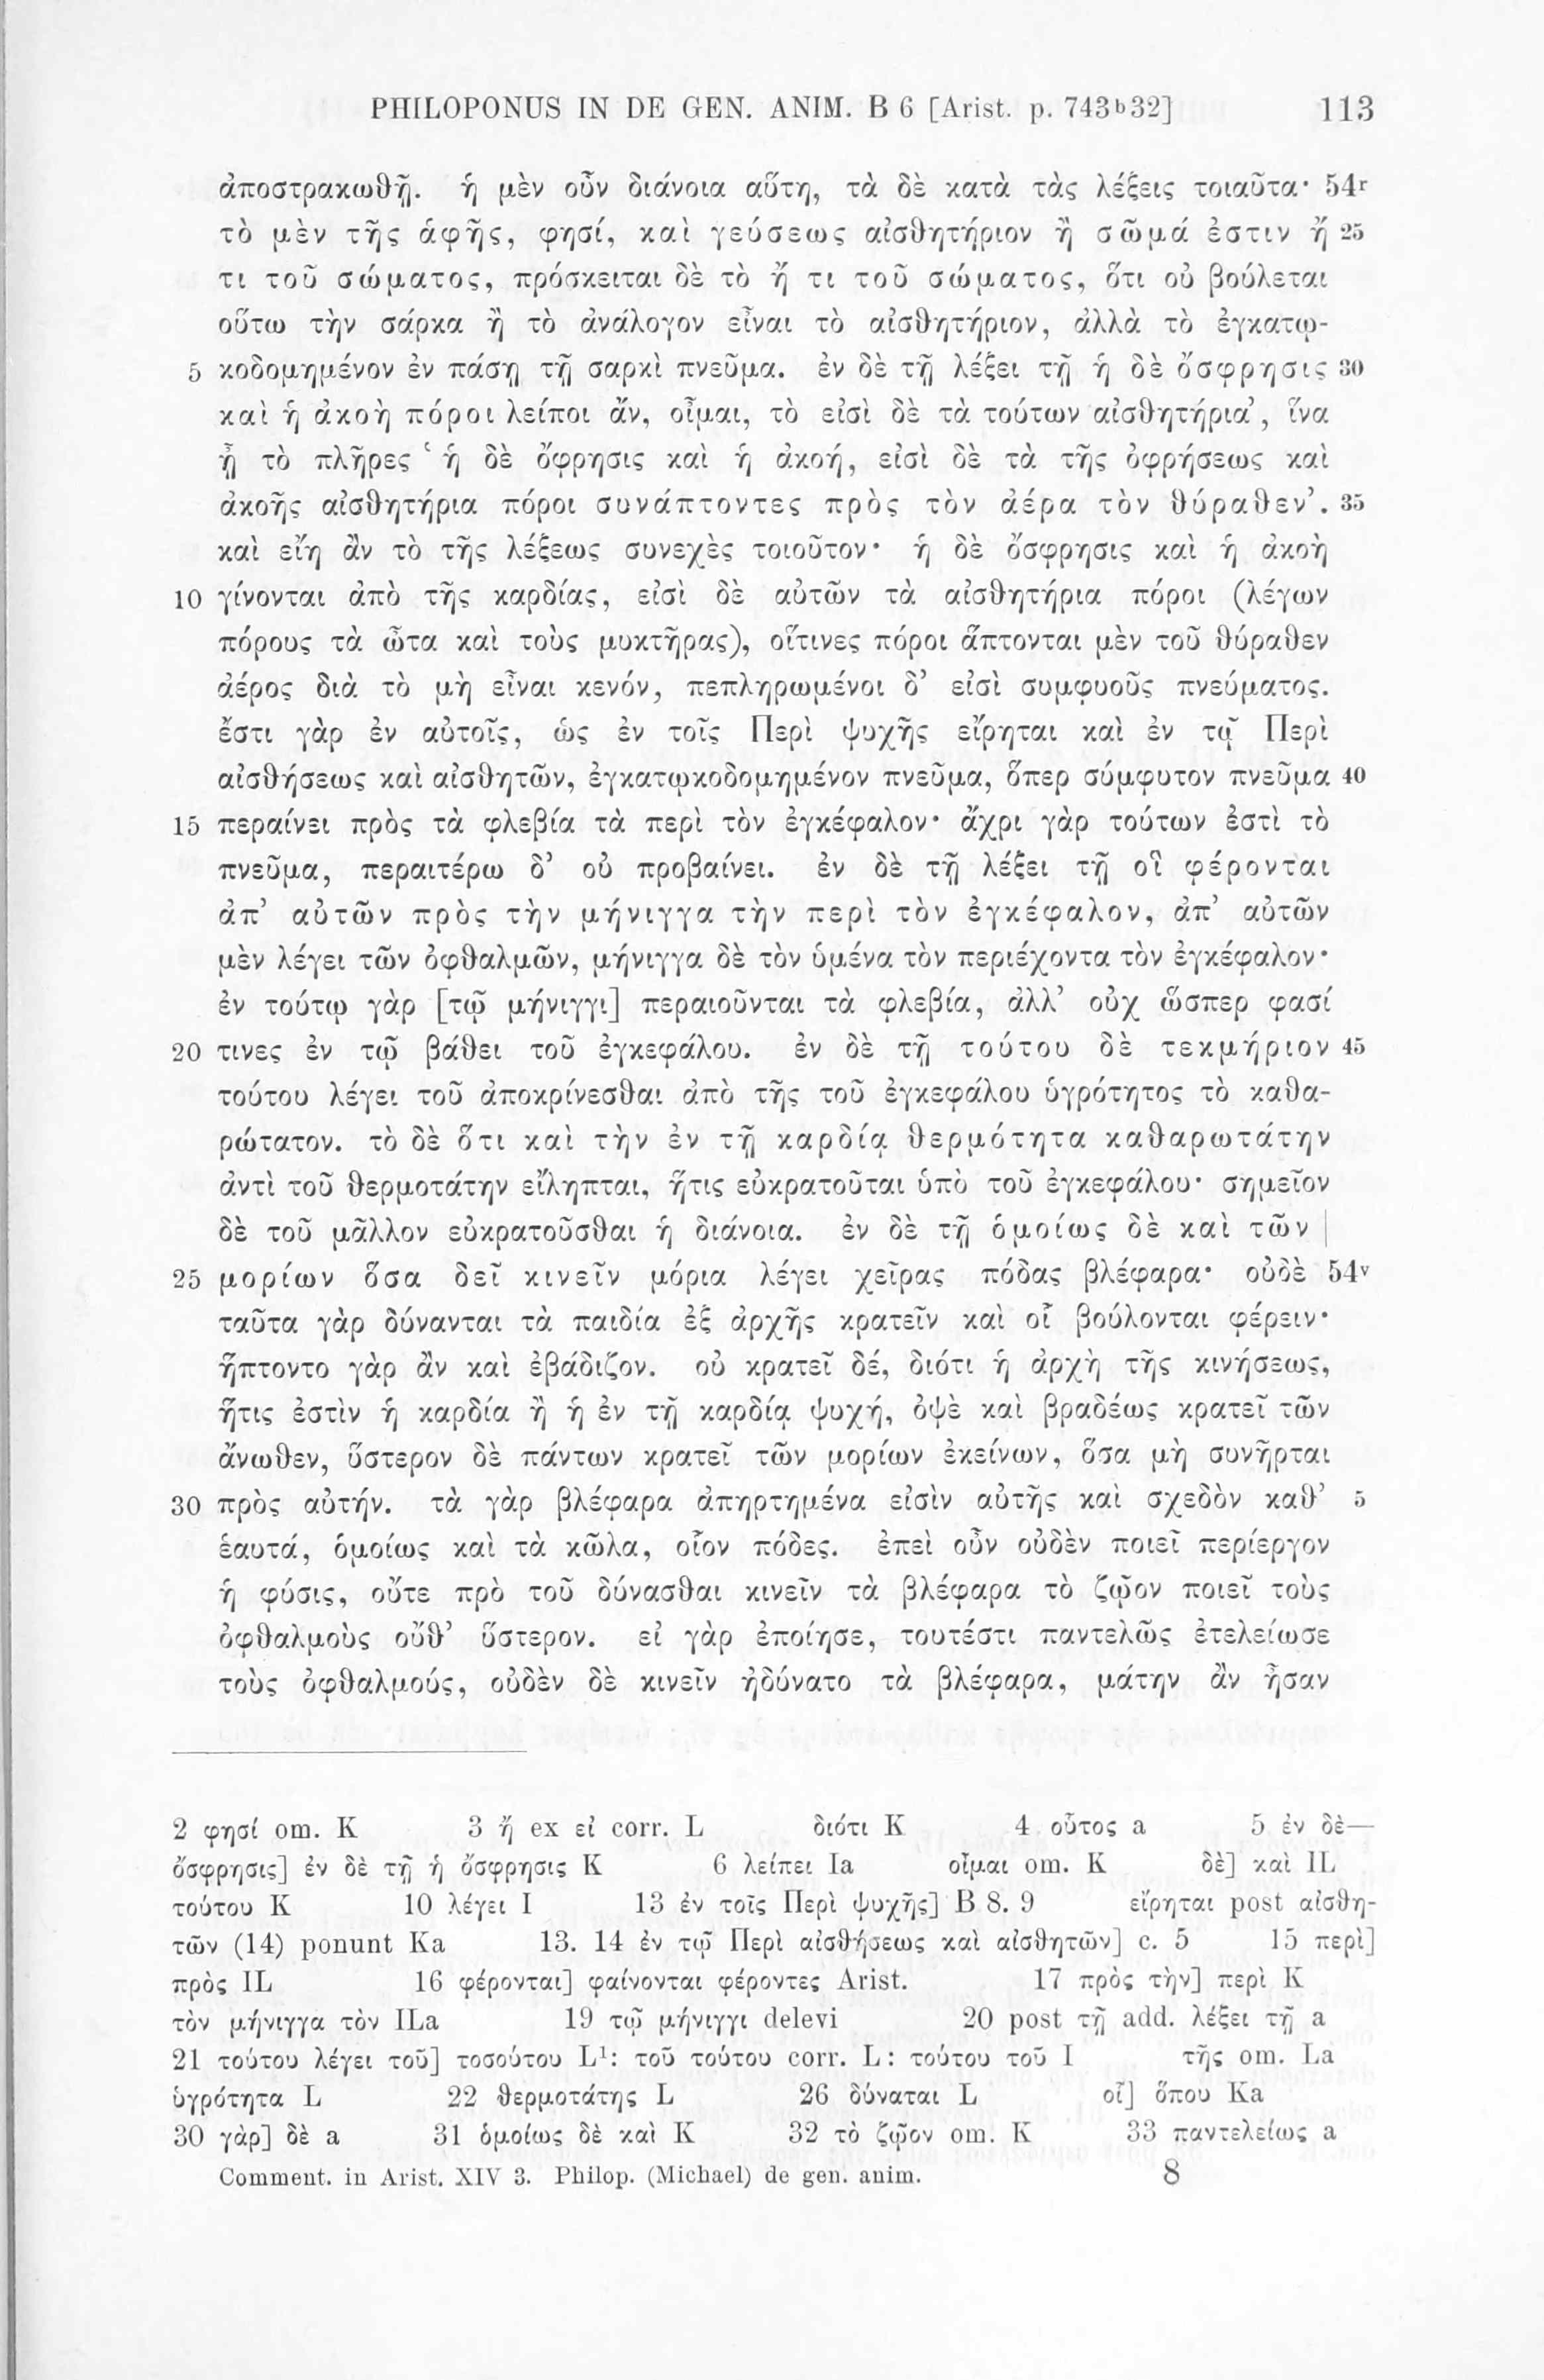 PHILOPONUS IN DE GEN. ANIM. B 6 [Arist. p. 743b32] 113
ἀποστρακωθῇ. ἡ μὲν οὖν διάνοια αὕτη, τὰ δὲ κατὰ τὰς λέξεις τοιαῦτα· 54r
τὸ μὲν τῆς ἁφῆς, φησί, καὶ γεύσεως αἰσθητήριον ἢ σῶμά ἐστιν ἤ 25
τι τοῦ σώματος, πρόσκειται δὲ τὸ ἤ τι τοῦ σώματος, ὅτι οὐ βούλεται
οὕτω τὴν σάρκα ἢ τὸ ἀνάλογον εἶναι τὸ αἰσθητήριον, ἀλλὰ τὸ ἐγκατῳ-
5 κοδομημένον ἐν πάσῃ τῇ σαρκὶ πνεῦμα. ἐν δὲ τῇ λέξει τῇ ἡ δὲ ὄσφρησις 30
καὶ ἡ ἀκοὴ πόροι λείποι ἄν, οἶμαι, τὸ εἰσὶ δὲ τὰ τούτων αἰσθητήρια’, ἵνα
ᾖ τὸ πλῆρες ‘ ἡ δὲ ὄφρησις καὶ ἡ ἀκοή, εἰσὶ δὲ τὰ τῆς ὀφρήσεως καὶ
ἀκοῆς αἰσθητήρια πόροι συνάπτοντες πρὸς τὸν ἀέρα τὸν θύραθεν’. 35
καὶ εἴη ἂν τὸ τῆς λέξεως συνεχὲς τοιοῦτον· ἡ δὲ ὄσφρησις καὶ ἡ ἀκοὴ
10 γίνονται ἀπὸ τῆς καρδίας, εἰσὶ δὲ αὐτῶν τὰ αἰσθητήρια πόροι (λέγων
πόρους τὰ ὦτα καὶ τοὺς μυκτῆρας), οἵτινες πόροι ἅπτονται μὲν τοῦ θύραθεν
ἀέρος διὰ τὸ μὴ εἶναι κενόν, πεπληρωμένοι δ’ εἰσὶ συμφυοῦς πνεύματος.
ἔστι γὰρ ἐν αὐτοῖς, ὡς ἐν τοῖς Περὶ ψυχῆς εἴρηται καὶ ἐν τῷ Περὶ
αἰσθήσεως καὶ αἰσθητῶν, ἐγκατῳκοδομημένον πνεῦμα, ὅπερ σύμφυτον πνεῦμα 40
15 περαίνει πρὸς τὰ φλεβία τὰ περὶ τὸν ἐγκέφαλον· ἄχρι γὰρ τούτων ἐστὶ τὸ
πνεῦμα, περαιτέρω δ’ οὐ προβαίνει. ἐν δὲ τῇ λέξει τῇ οἳ φέρονται
ἀπ’ αὐτῶν πρὸς τὴν μήνιγγα τὴν περὶ τὸν ἐγκέφαλον, ἀπ’ αὐτῶν
μὲν λέγει τῶν ὀφθαλμῶν, μήνιγγα δὲ τὸν ὑμένα τὸν περιέχοντα τὸν ἐγκέφαλον·
ἐν τούτῳ γὰρ [τῷ μήνιγγι] περαιοῦνται τὰ φλεβία, ἀλλ’ οὐχ ὥσπερ φασί
20 τινες ἐν τῷ βάθει τοῦ ἐγκεφάλου. ἐν δὲ τῇ τούτου δὲ τεκμήριον 45
τούτου λέγει τοῦ ἀποκρίνεσθαι ἀπὸ τῆς τοῦ ἐγκεφάλου ὑγρότητος τὸ καθα-
ρώτατον. τὸ δὲ ὅτι καὶ τὴν ἐν τῇ καρδίᾳ θερμότητα καθαρωτάτην
ἀντὶ τοῦ θερμοτάτην εἴληπται, ἥτις εὐκρατοῦται ὑπὸ τοῦ ἐγκεφάλου· σημεῖον
δὲ τοῦ μᾶλλον εὐκρατοῦσθαι ἡ διάνοια. ἐν δὲ τῇ ὁμοίως δὲ καὶ τῶν |
25 μορίων ὅσα δεῖ κινεῖν μόρια λέγει χεῖρας πόδας βλέφαρα· οὐδὲ 54v
ταῦτα γὰρ δύνανται τὰ παιδία ἐξ ἀρχῆς κρατεῖν καὶ οἷ βούλονται φέρειν·
ἥπτοντο γὰρ ἂν καὶ ἐβάδιζον. οὐ κρατεῖ δέ, διότι ἡ ἀρχὴ τῆς κινήσεως,
ἥτις ἐστὶν ἡ καρδία ἢ ἡ ἐν τῇ καρδίᾳ ψυχή, ὀψὲ καὶ βραδέως κρατεῖ τῶν
ἄνωθεν, ὕστερον δὲ πάντων κρατεῖ τῶν μορίων ἐκείνων, ὅσα μὴ συνῆρται
30 πρὸς αὐτήν. τὰ γὰρ βλέφαρα ἀπηρτημένα εἰσὶν αὐτῆς καὶ σχεδὸν καθ’ 5
ἑαυτά, ὁμοίως καὶ τὰ κῶλα, οἷον πόδες. ἐπεὶ οὖν οὐδὲν ποιεῖ περίεργον
ἡ φύσις, οὔτε πρὸ τοῦ δύνασθαι κινεῖν τὰ βλέφαρα τὸ ζῷον ποιεῖ τοὺς
ὀφθαλμοὺς οὔθ’ ὕστερον. εἰ γὰρ ἐποίησε, τουτέστι παντελῶς ἐτελείωσε
τοὺς ὀφθαλμούς, οὐδὲν δὲ κινεῖν ἠδύνατο τὰ βλέφαρα, μάτην ἂν ἦσαν
2 φησί om. K 3 ἤ ex εἰ corr. L διότι K 4 οὗτος a 5 ἐν δὲ—
ὄσφρησις] ἐν δὲ τῇ ἡ ὄσφρησις K 6 λείπει Ia οἶμαι om. K δὲ] καὶ IL
τούτου K 10 λέγει I 13 ἐν τοῖς Περὶ ψυχῆς] B 8. 9 εἴρηται post αἰσθη-
τῶν (14) ponunt Ka 13. 14 ἐν τῷ Περὶ αἰσθήσεως καὶ αἰσθητῶν] c. 5 15 περὶ]
πρὸς IL 16 φέρονται] φαίνονται φέροντες Arist. 17 πρὸς τὴν] περὶ K
τὸν μήνιγγα τὸν ILa 19 τῷ μήνιγγι delevi 20 post τῇ add. λέξει τῇ a
21 τούτου λέγει τοῦ] τοσούτου L1: τοῦ τούτου corr. L: τούτου τοῦ I τῆς om. La
ὑγρότητα L 22 θερμοτάτης L 26 δύναται L οἷ] ὅπου Ka
30 γὰρ] δὲ a 31 ὁμοίως δὲ καὶ K 32 τὸ ζῷον om. K 33 παντελείως a
Comment. in Arist. XIV 3. Philop. (Michael) de gen. anim. 8